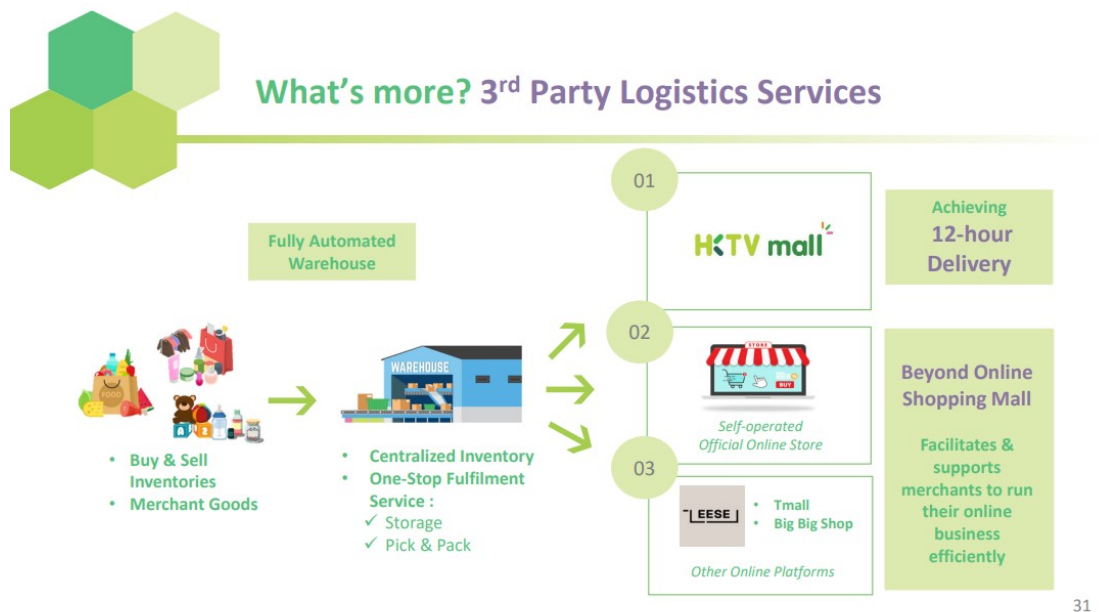 What's more? 3rd Party Logistics Services
Fully Automated
Warehouse
FOOD
A
2
• Buy & Sell
Inventories
• Merchant Goods
WAREHOUSE
• Centralized Inventory
• One-Stop Fulfilment
Service :
✓ Storage
✓ Pick & Pack
01
HKTV mall
Achieving
12-hour
Delivery
02
STORE
BUY
Self-operated
Official Online Store
03
LEESE
• Tmall
• Big Big Shop
Other Online Platforms
Beyond Online
Shopping Mall
Facilitates &
supports
merchants to run
their online
business
efficiently
31